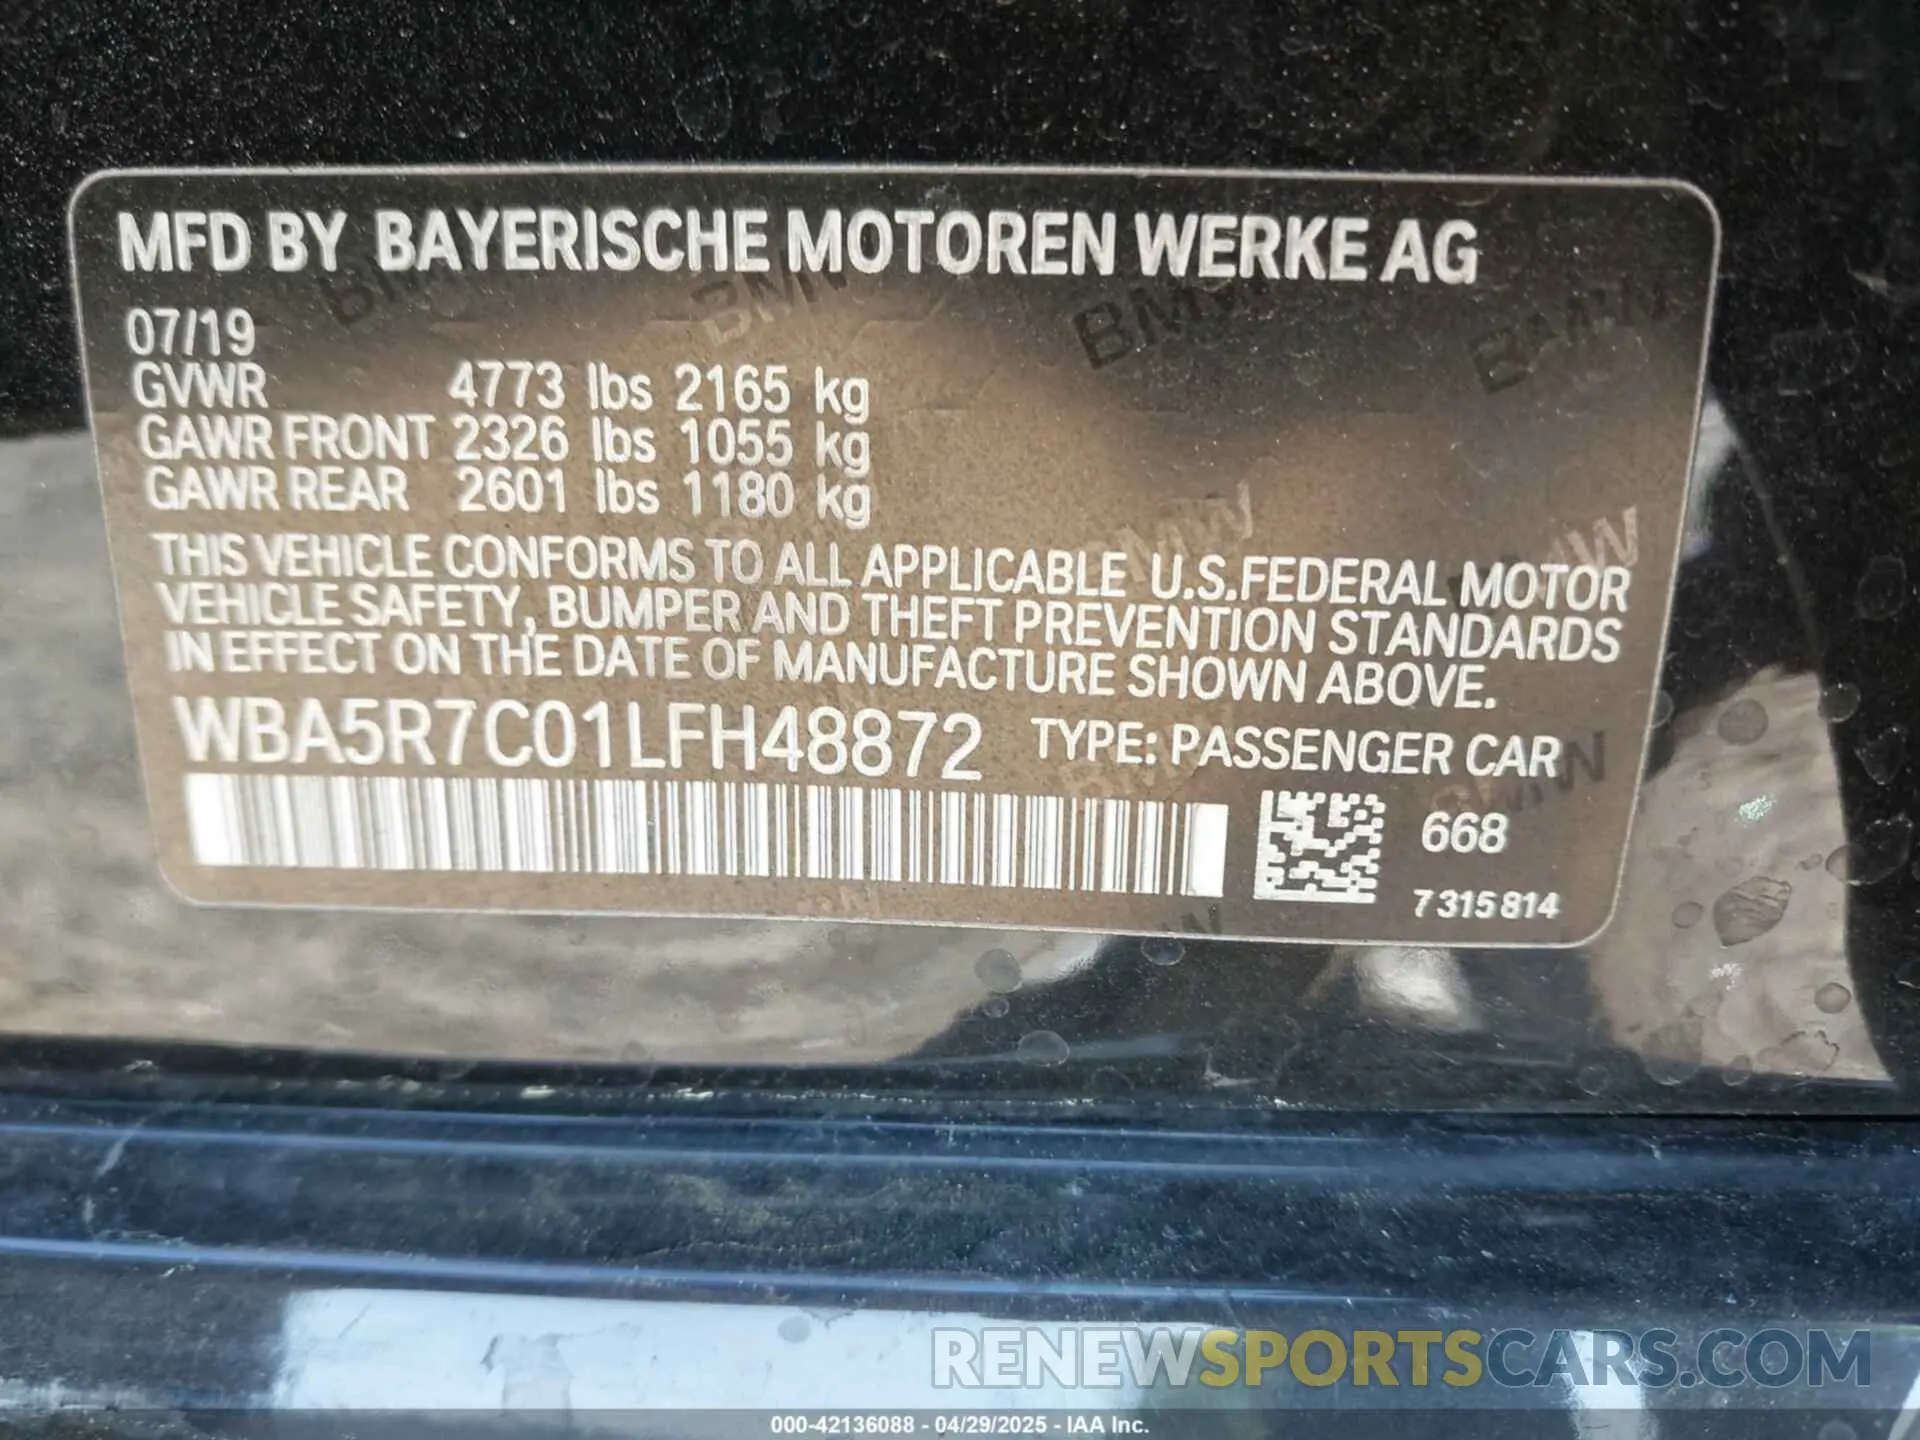 MFD BY BAYERISCHE MOTOREN WERKE AG
07/19
GVWR 4773 lbs 2165 kg
GAWR FRONT 2326 lbs 1055 kg
GAWR REAR 2601 lbs 1180 kg
THIS VEHICLE CONFORMS TO ALL APPLICABLE U.S.FEDERAL MOTOR
VEHICLE SAFETY, BUMPER AND THEFT PREVENTION STANDARDS
IN EFFECT ON THE DATE OF MANUFACTURE SHOWN ABOVE.
WBA5R7C01LFH48872 TYPE: PASSENGER CAR
668
7315814
RENEWSPORTSCARS.COM
000-42136088 - 04/29/2025 - IAA Inc.